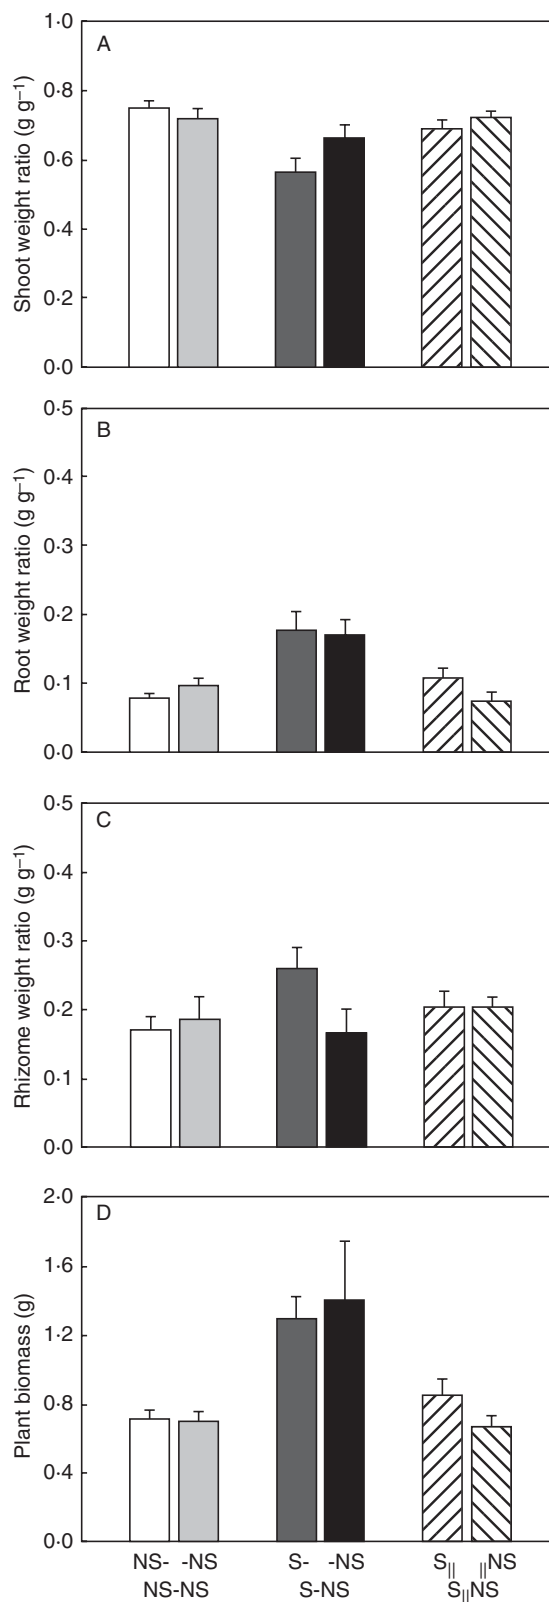 A
Shoot weight ratio (g g⁻¹)
1·0
0·8
0·6
0·4
0·2
0·0
B
Root weight ratio (g g⁻¹)
0·5
0·4
0·3
0·2
0·1
0·0
C
Rhizome weight ratio (g g⁻¹)
0·5
0·4
0·3
0·2
0·1
0·0
D
Plant biomass (g)
2·0
1·6
1·2
0·8
0·4
0·0
NS- -NS S- -NS S|| ||NS
NS-NS S-NS S||NS